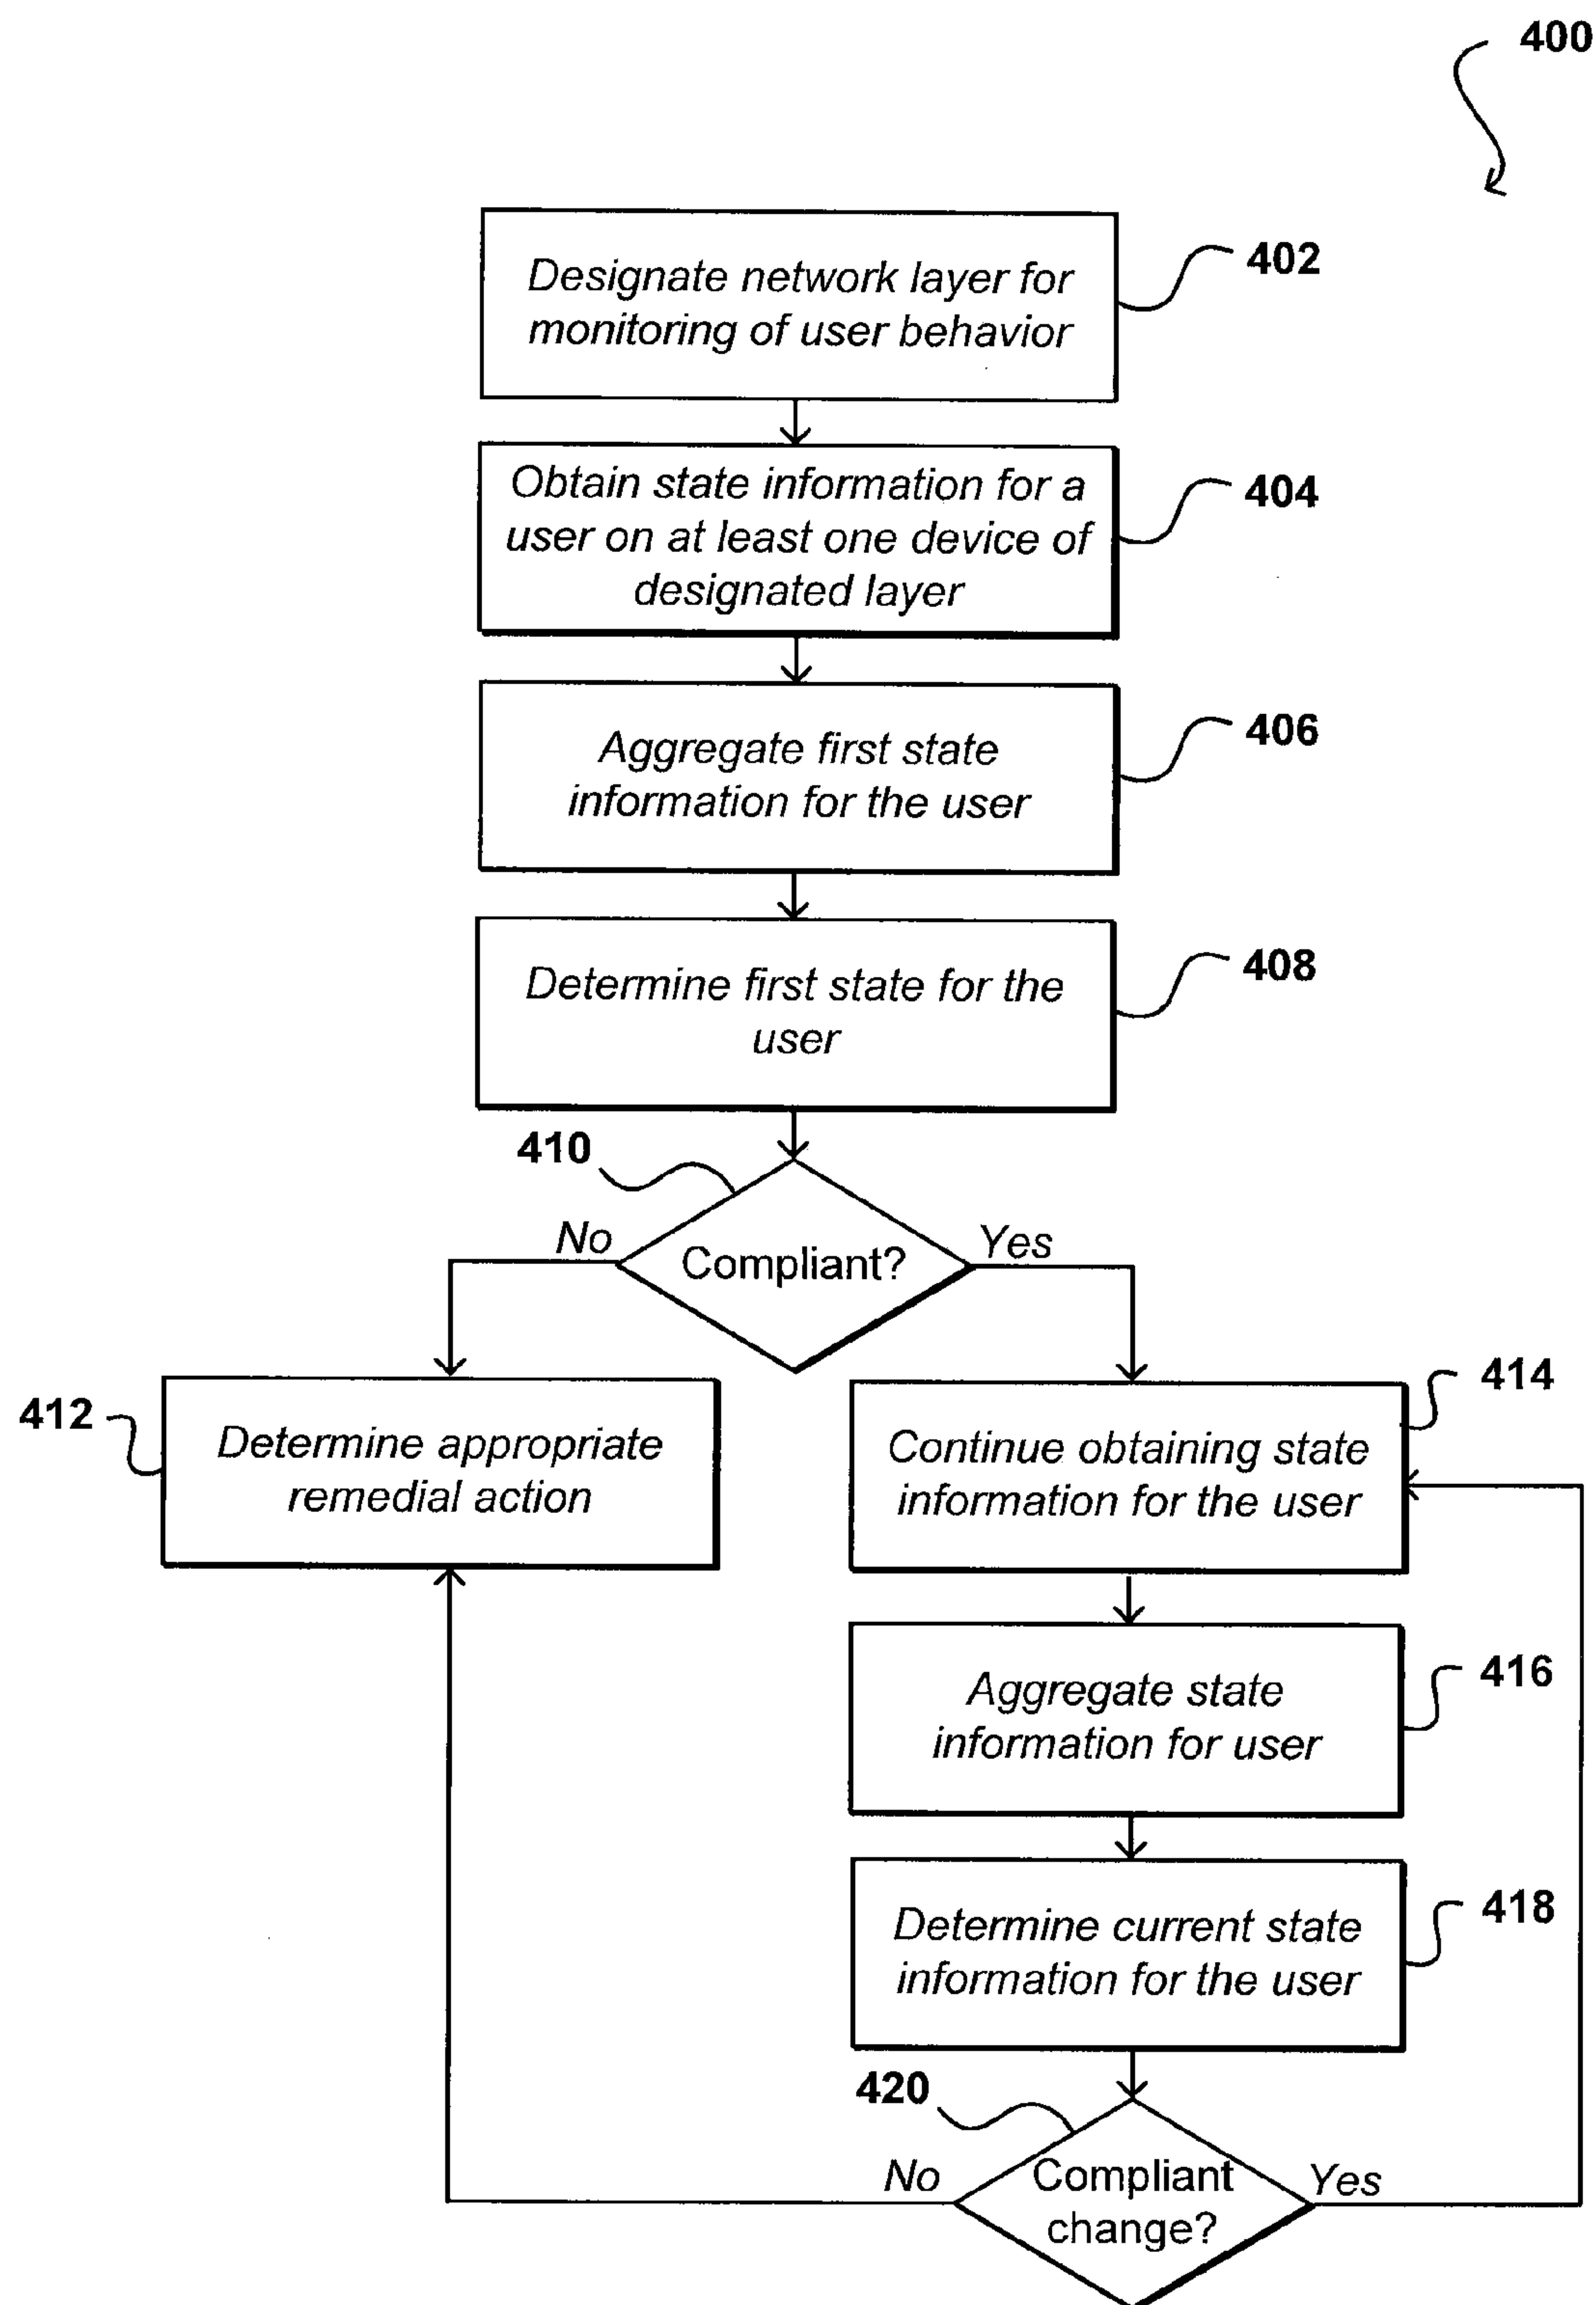 400
Designate network layer for
monitoring of user behavior
402
Obtain state information for a
user on at least one device of
designated layer
404
Aggregate first state
information for the user
406
Determine first state for the
user
408
410
No
Compliant?
Yes
412
Determine appropriate
remedial action
414
Continue obtaining state
information for the user
416
Aggregate state
information for user
418
Determine current state
information for the user
420
No
Compliant
change?
Yes